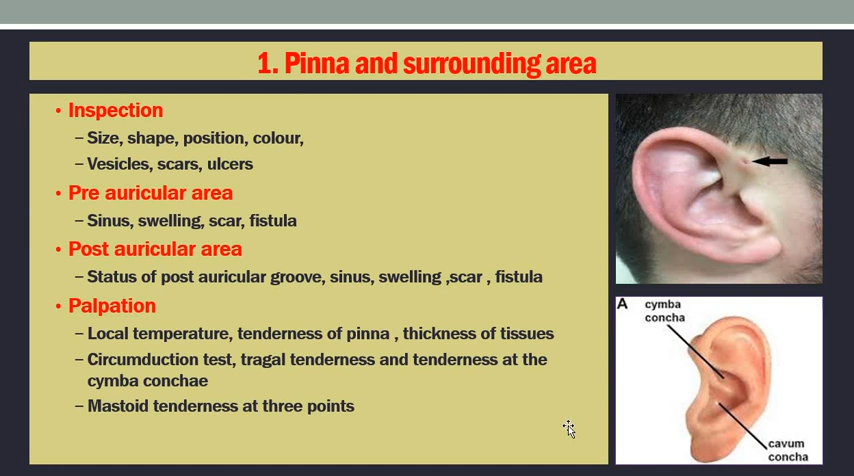 1. Pinna and surrounding area
• Inspection
– Size, shape, position, colour,
– Vesicles, scars, ulcers
• Pre auricular area
– Sinus, swelling, scar, fistula
• Post auricular area
– Status of post auricular groove, sinus, swelling ,scar , fistula
• Palpation
– Local temperature, tenderness of pinna , thickness of tissues
– Circumduction test, tragal tenderness and tenderness at the
cymba conchae
– Mastoid tenderness at three points
A
cymba
concha
cavum
concha